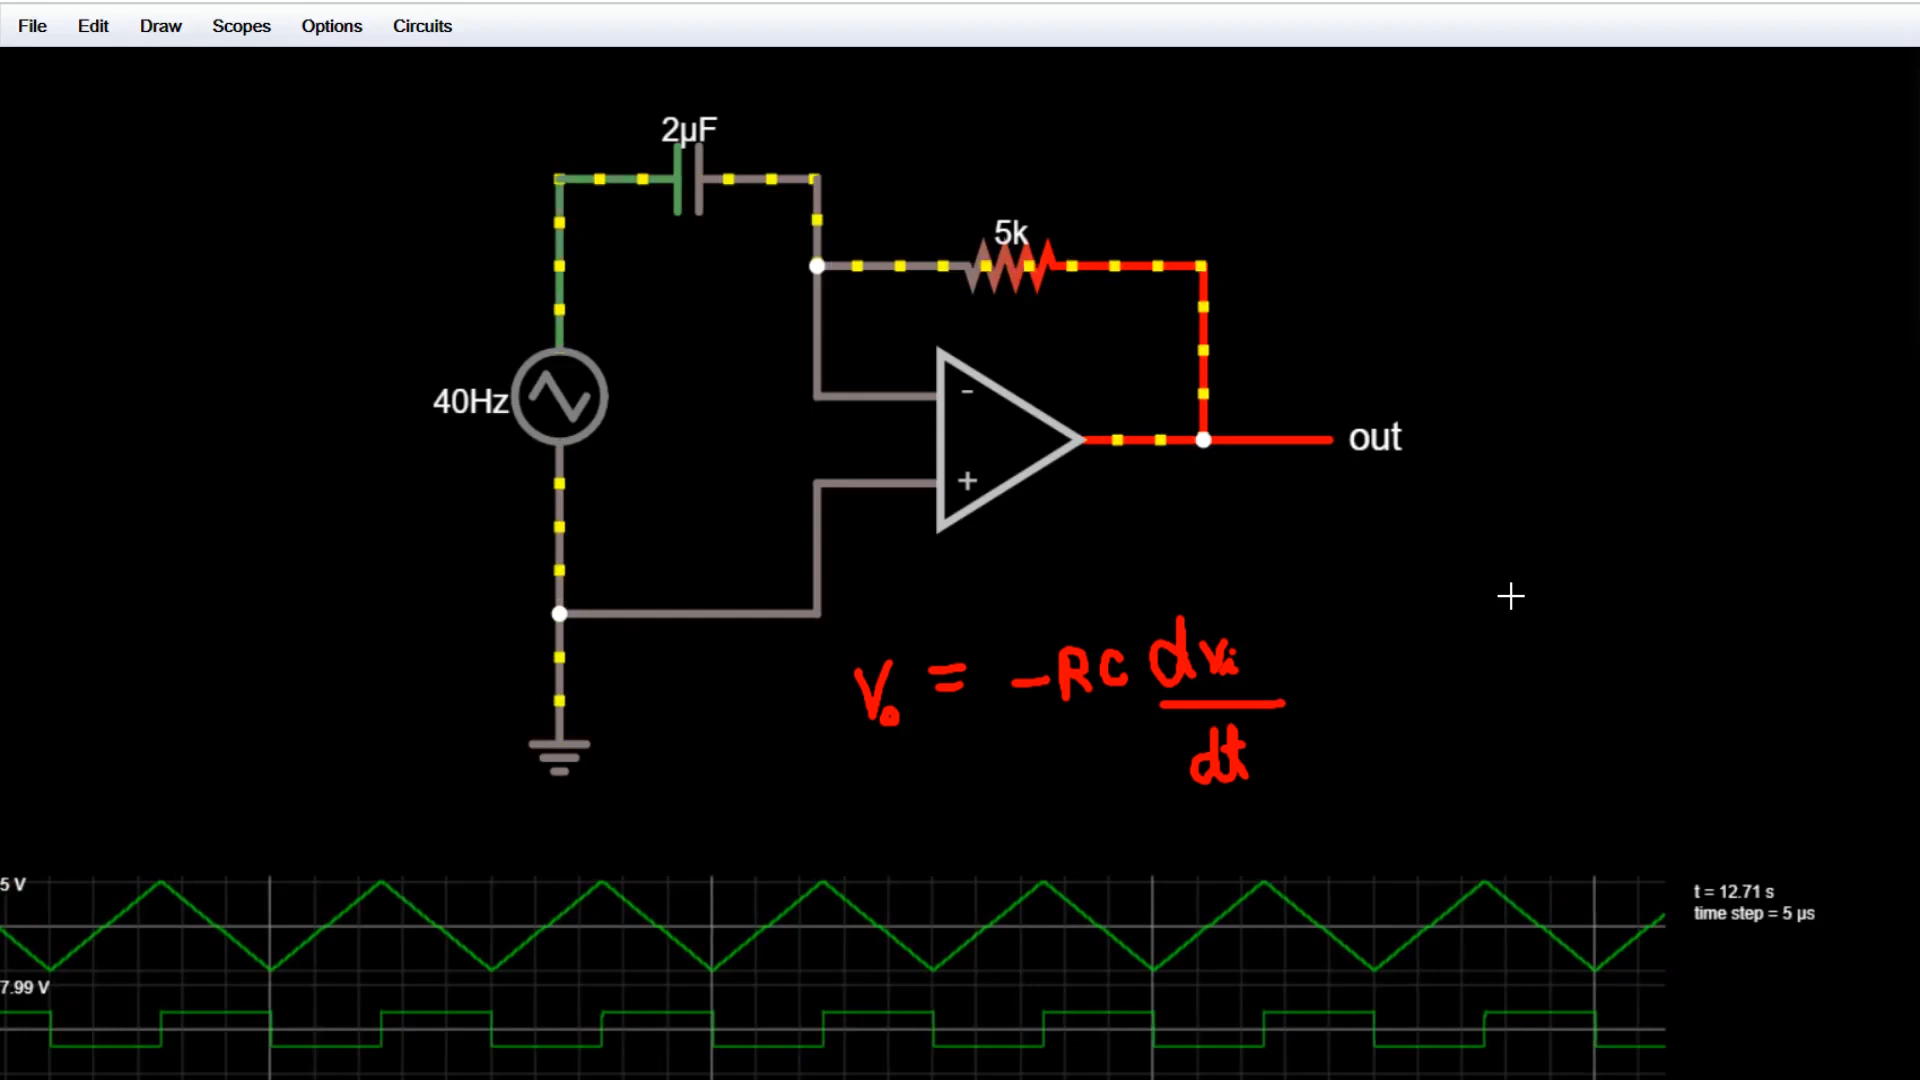 File Edit Draw Scopes Options Circuits
2µF
5k
40Hz
-
+
out
V₀ = -RC dvᵢ
dt
5 V
t = 12.71 s
time step = 5 µs
7.99 V